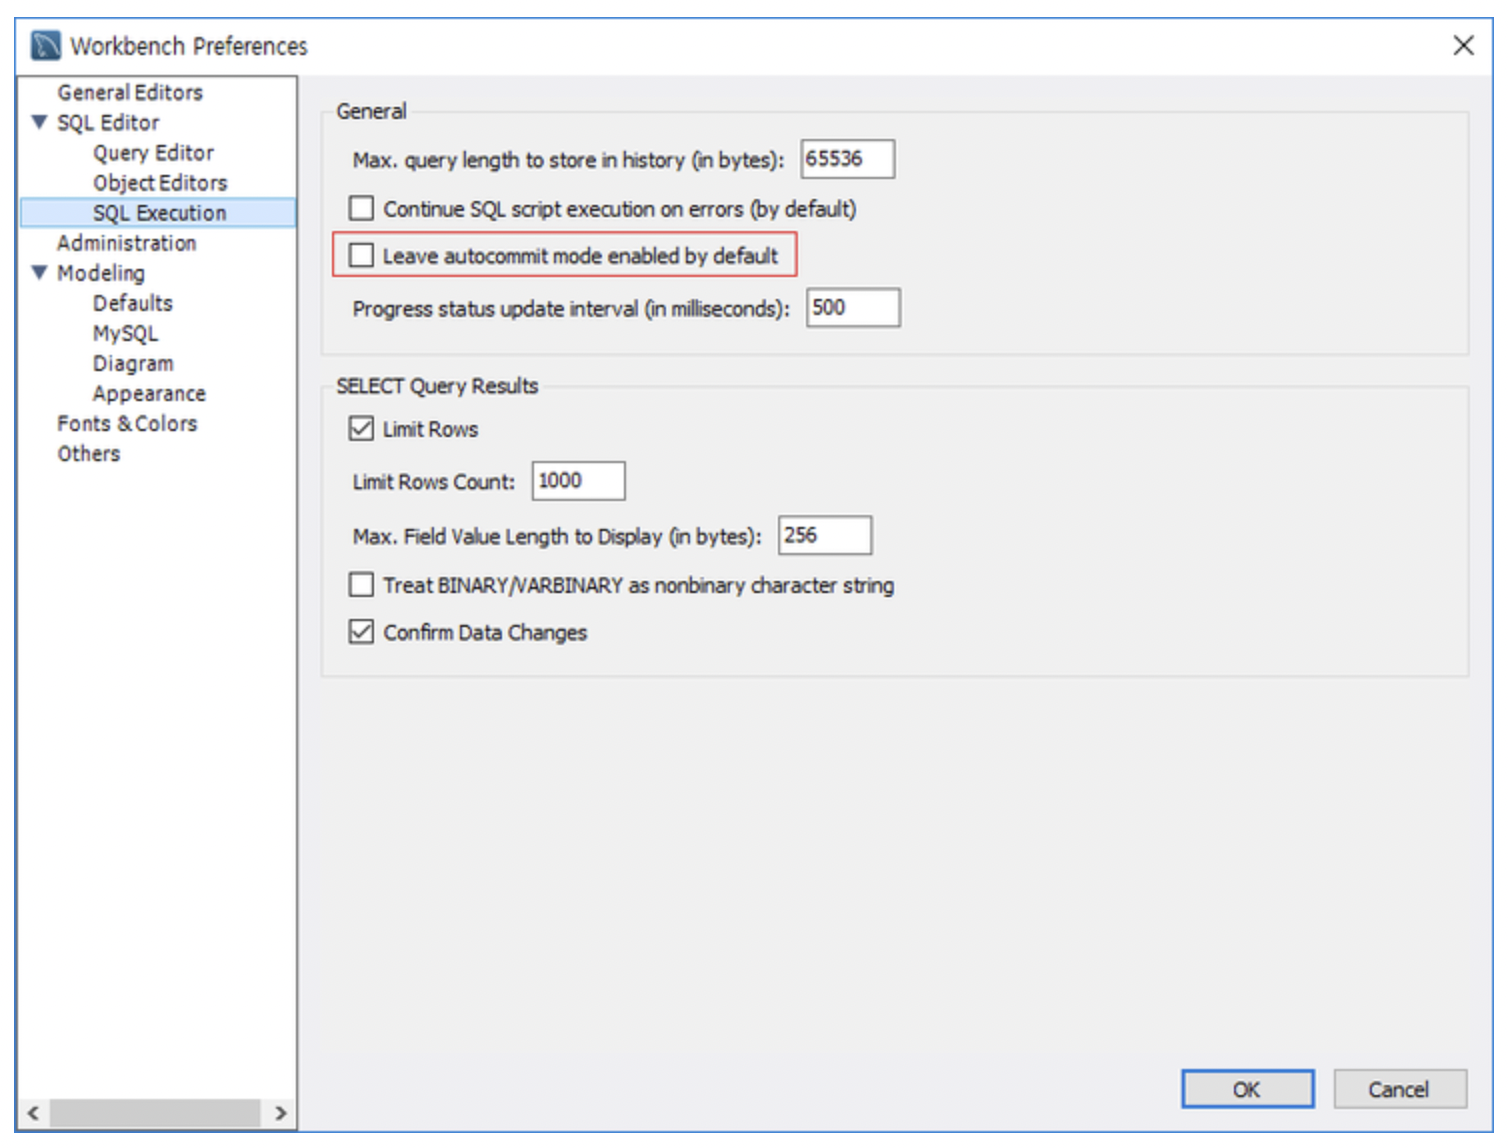 Workbench Preferences
General Editors
SQL Editor
Query Editor
Object Editors
SQL Execution
Administration
Modeling
Defaults
MySQL
Diagram
Appearance
Fonts & Colors
Others
General
Max. query length to store in history (in bytes): 65536
Continue SQL script execution on errors (by default)
Leave autocommit mode enabled by default
Progress status update interval (in milliseconds): 500
SELECT Query Results
Limit Rows
Limit Rows Count: 1000
Max. Field Value Length to Display (in bytes): 256
Treat BINARY/VARBINARY as nonbinary character string
Confirm Data Changes
OK Cancel